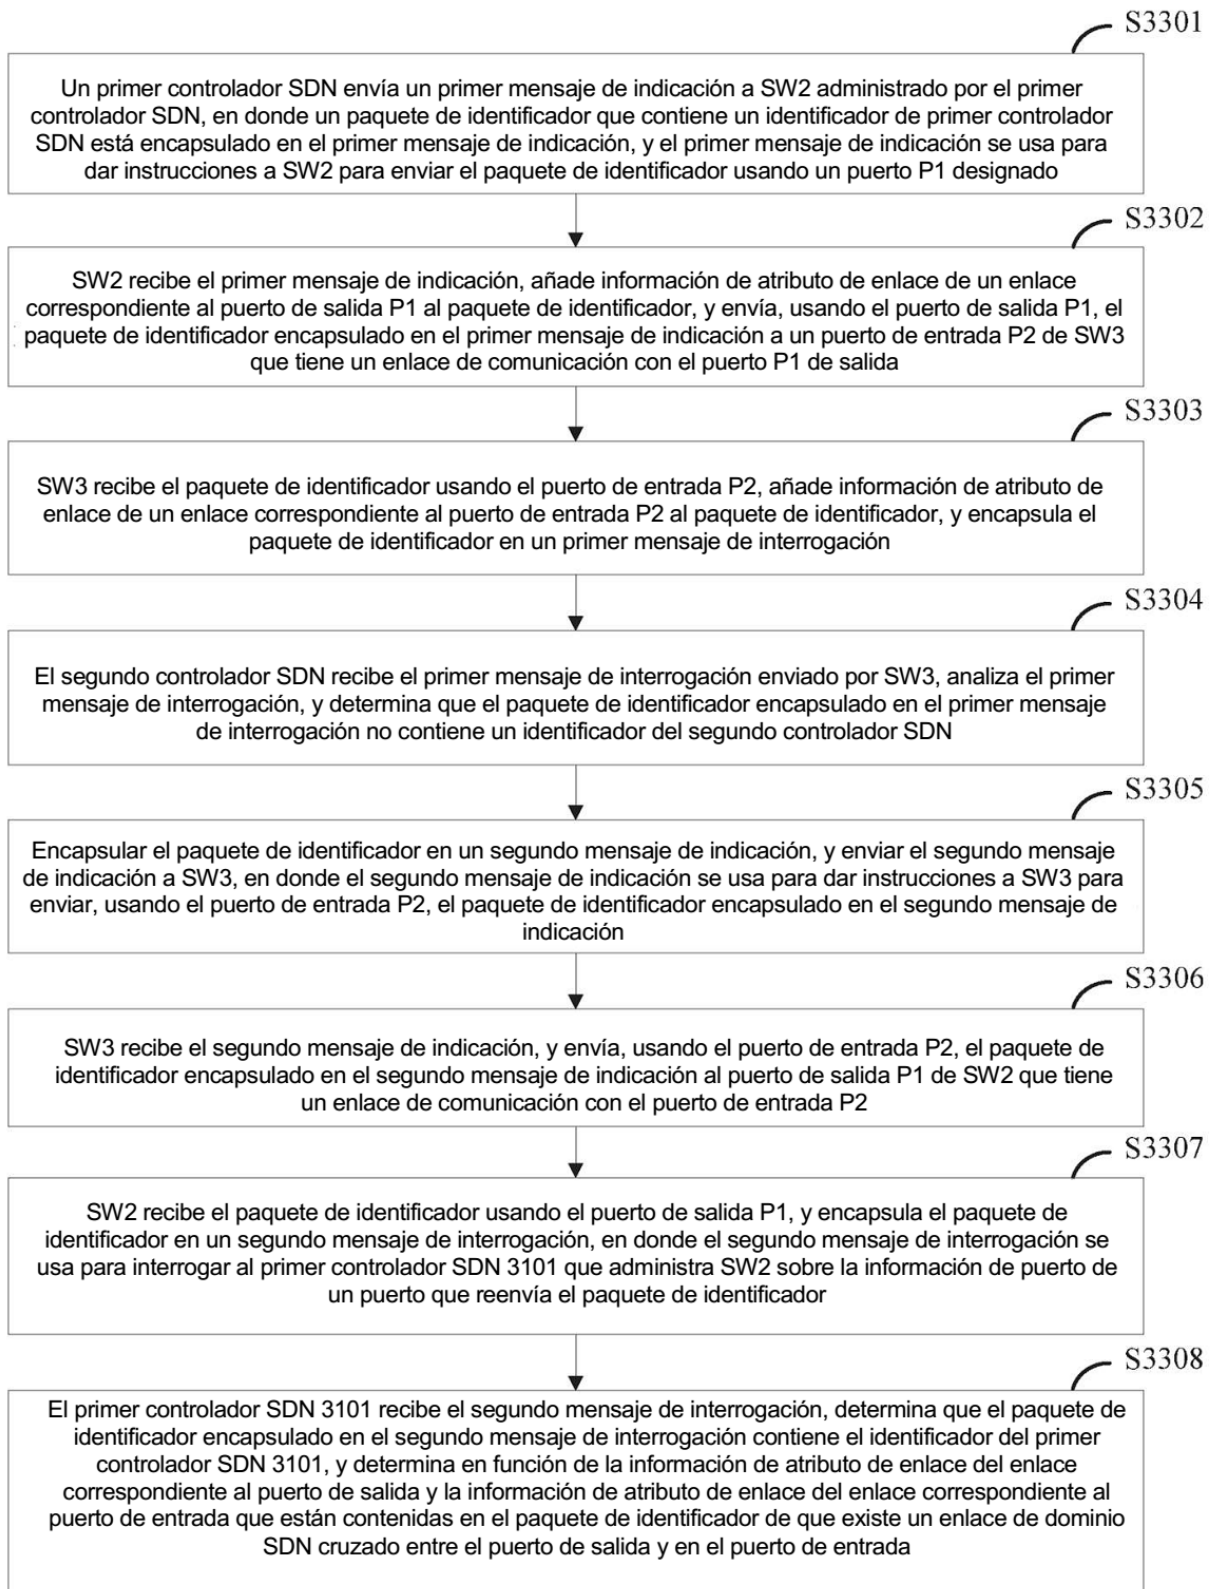 S3301
Un primer controlador SDN envía un primer mensaje de indicación a SW2 administrado por el primer
controlador SDN, en donde un paquete de identificador que contiene un identificador de primer controlador
SDN está encapsulado en el primer mensaje de indicación, y el primer mensaje de indicación se usa para
dar instrucciones a SW2 para enviar el paquete de identificador usando un puerto P1 designado
S3302
SW2 recibe el primer mensaje de indicación, añade información de atributo de enlace de un enlace
correspondiente al puerto de salida P1 al paquete de identificador, y envía, usando el puerto de salida P1, el
paquete de identificador encapsulado en el primer mensaje de indicación a un puerto de entrada P2 de SW3
que tiene un enlace de comunicación con el puerto P1 de salida
S3303
SW3 recibe el paquete de identificador usando el puerto de entrada P2, añade información de atributo de
enlace de un enlace correspondiente al puerto de entrada P2 al paquete de identificador, y encapsula el
paquete de identificador en un primer mensaje de interrogación
S3304
El segundo controlador SDN recibe el primer mensaje de interrogación enviado por SW3, analiza el primer
mensaje de interrogación, y determina que el paquete de identificador encapsulado en el primer mensaje
de interrogación no contiene un identificador del segundo controlador SDN
S3305
Encapsular el paquete de identificador en un segundo mensaje de indicación, y enviar el segundo mensaje
de indicación a SW3, en donde el segundo mensaje de indicación se usa para dar instrucciones a SW3 para
enviar, usando el puerto de entrada P2, el paquete de identificador encapsulado en el segundo mensaje de
indicación
S3306
SW3 recibe el segundo mensaje de indicación, y envía, usando el puerto de entrada P2, el paquete de
identificador encapsulado en el segundo mensaje de indicación al puerto de salida P1 de SW2 que tiene
un enlace de comunicación con el puerto de entrada P2
S3307
SW2 recibe el paquete de identificador usando el puerto de salida P1, y encapsula el paquete de
identificador en un segundo mensaje de interrogación, en donde el segundo mensaje de interrogación se
usa para interrogar al primer controlador SDN 3101 que administra SW2 sobre la información de puerto de
un puerto que reenvía el paquete de identificador
S3308
El primer controlador SDN 3101 recibe el segundo mensaje de interrogación, determina que el paquete de
identificador encapsulado en el segundo mensaje de interrogación contiene el identificador del primer
controlador SDN 3101, y determina en función de la información de atributo de enlace del enlace
correspondiente al puerto de salida y la información de atributo de enlace del enlace correspondiente al
puerto de entrada que están contenidas en el paquete de identificador de que existe un enlace de dominio
SDN cruzado entre el puerto de salida y en el puerto de entrada